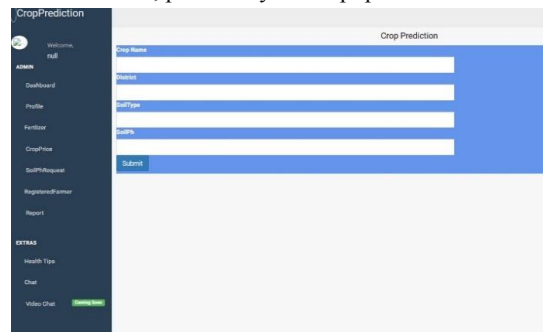 CropPrediction
Welcome,
null
ADMIN
Dashboard
Profile
Fertlizer
CropPrice
SoilPhRequest
RegisteredFarmer
Report
EXTRAS
Health Tips
Chat
Video Chat Coming Soon
Crop Prediction
Crop Name
District
SoilType
SoilPh
Submit